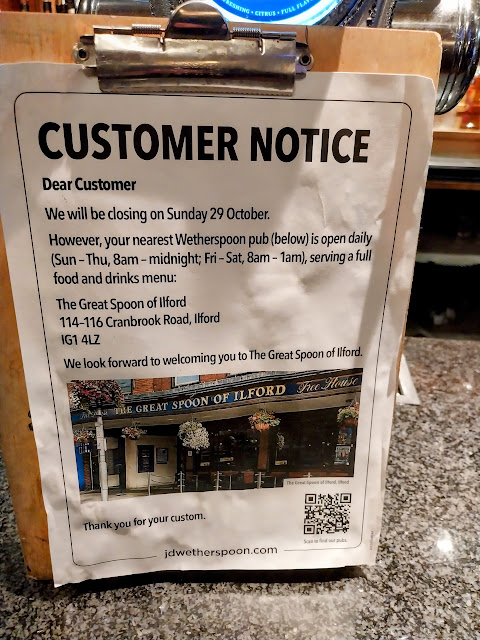 REFRESHING • CITRUS • FULL FLAV
CUSTOMER NOTICE
Dear Customer
We will be closing on Sunday 29 October.
However, your nearest Wetherspoon pub (below) is open daily
(Sun – Thu, 8am – midnight; Fri – Sat, 8am – 1am), serving a full
food and drinks menu:
The Great Spoon of Ilford
114–116 Cranbrook Road, Ilford
IG1 4LZ
We look forward to welcoming you to The Great Spoon of Ilford.
THE GREAT SPOON OF ILFORD Free House
The Great Spoon of Ilford, Ilford
Thank you for your custom.
Scan to find our pubs
jdwetherspoon.com